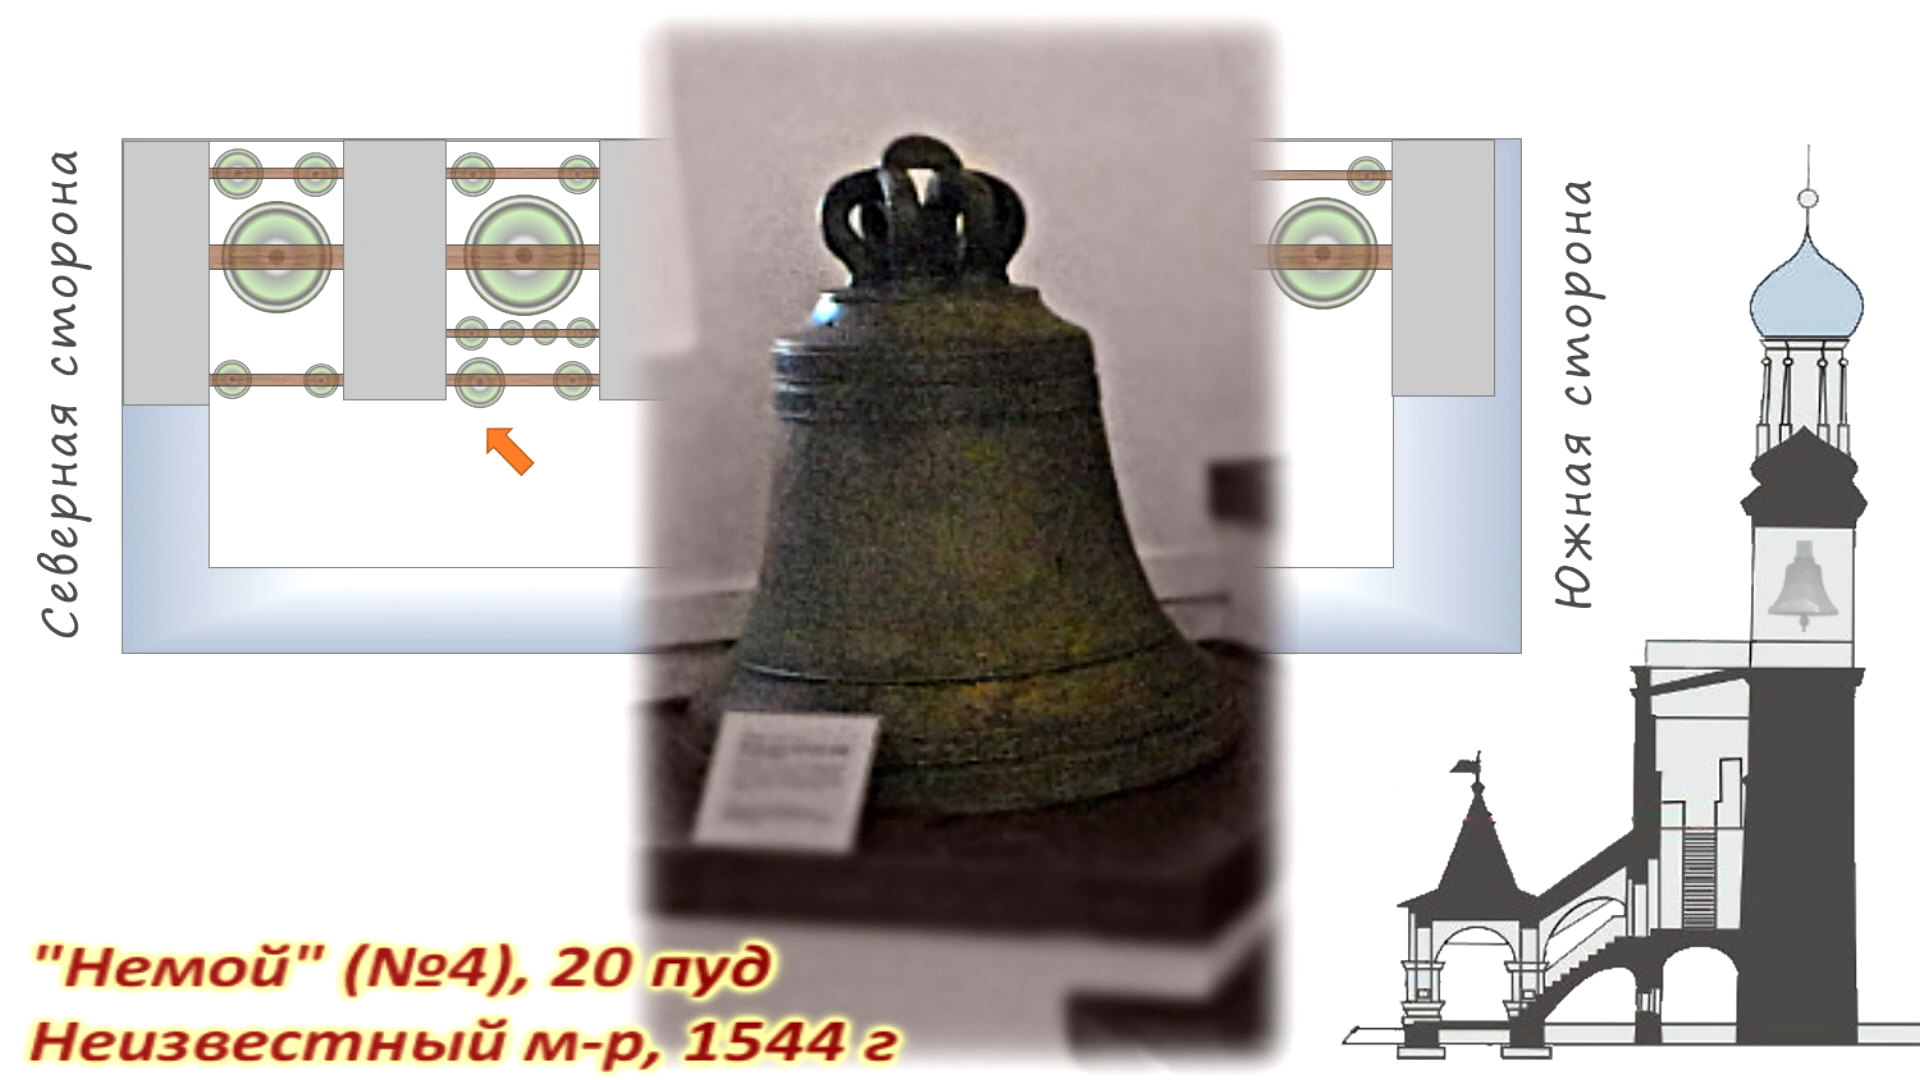 Северная сторона
Южная сторона
"Немой" (№4), 20 пуд
Неизвестный м-р, 1544 г